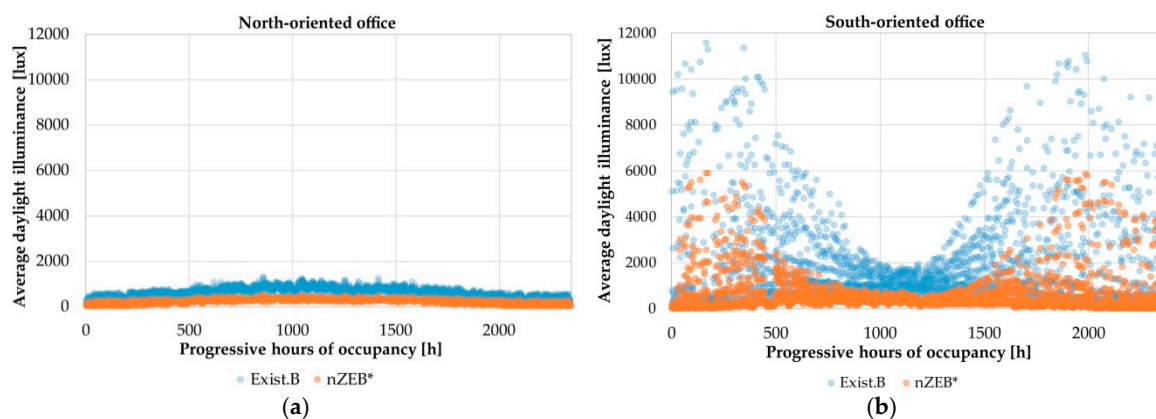 North-oriented office
Average daylight illuminance [lux]
12000
10000
8000
6000
4000
2000
0
0 500 1000 1500 2000
Progressive hours of occupancy [h]
Exist.B nZEB*
(a)
South-oriented office
Average daylight illuminance [lux]
12000
10000
8000
6000
4000
2000
0
0 500 1000 1500 2000
Progressive hours of occupancy [h]
Exist.B nZEB*
(b)